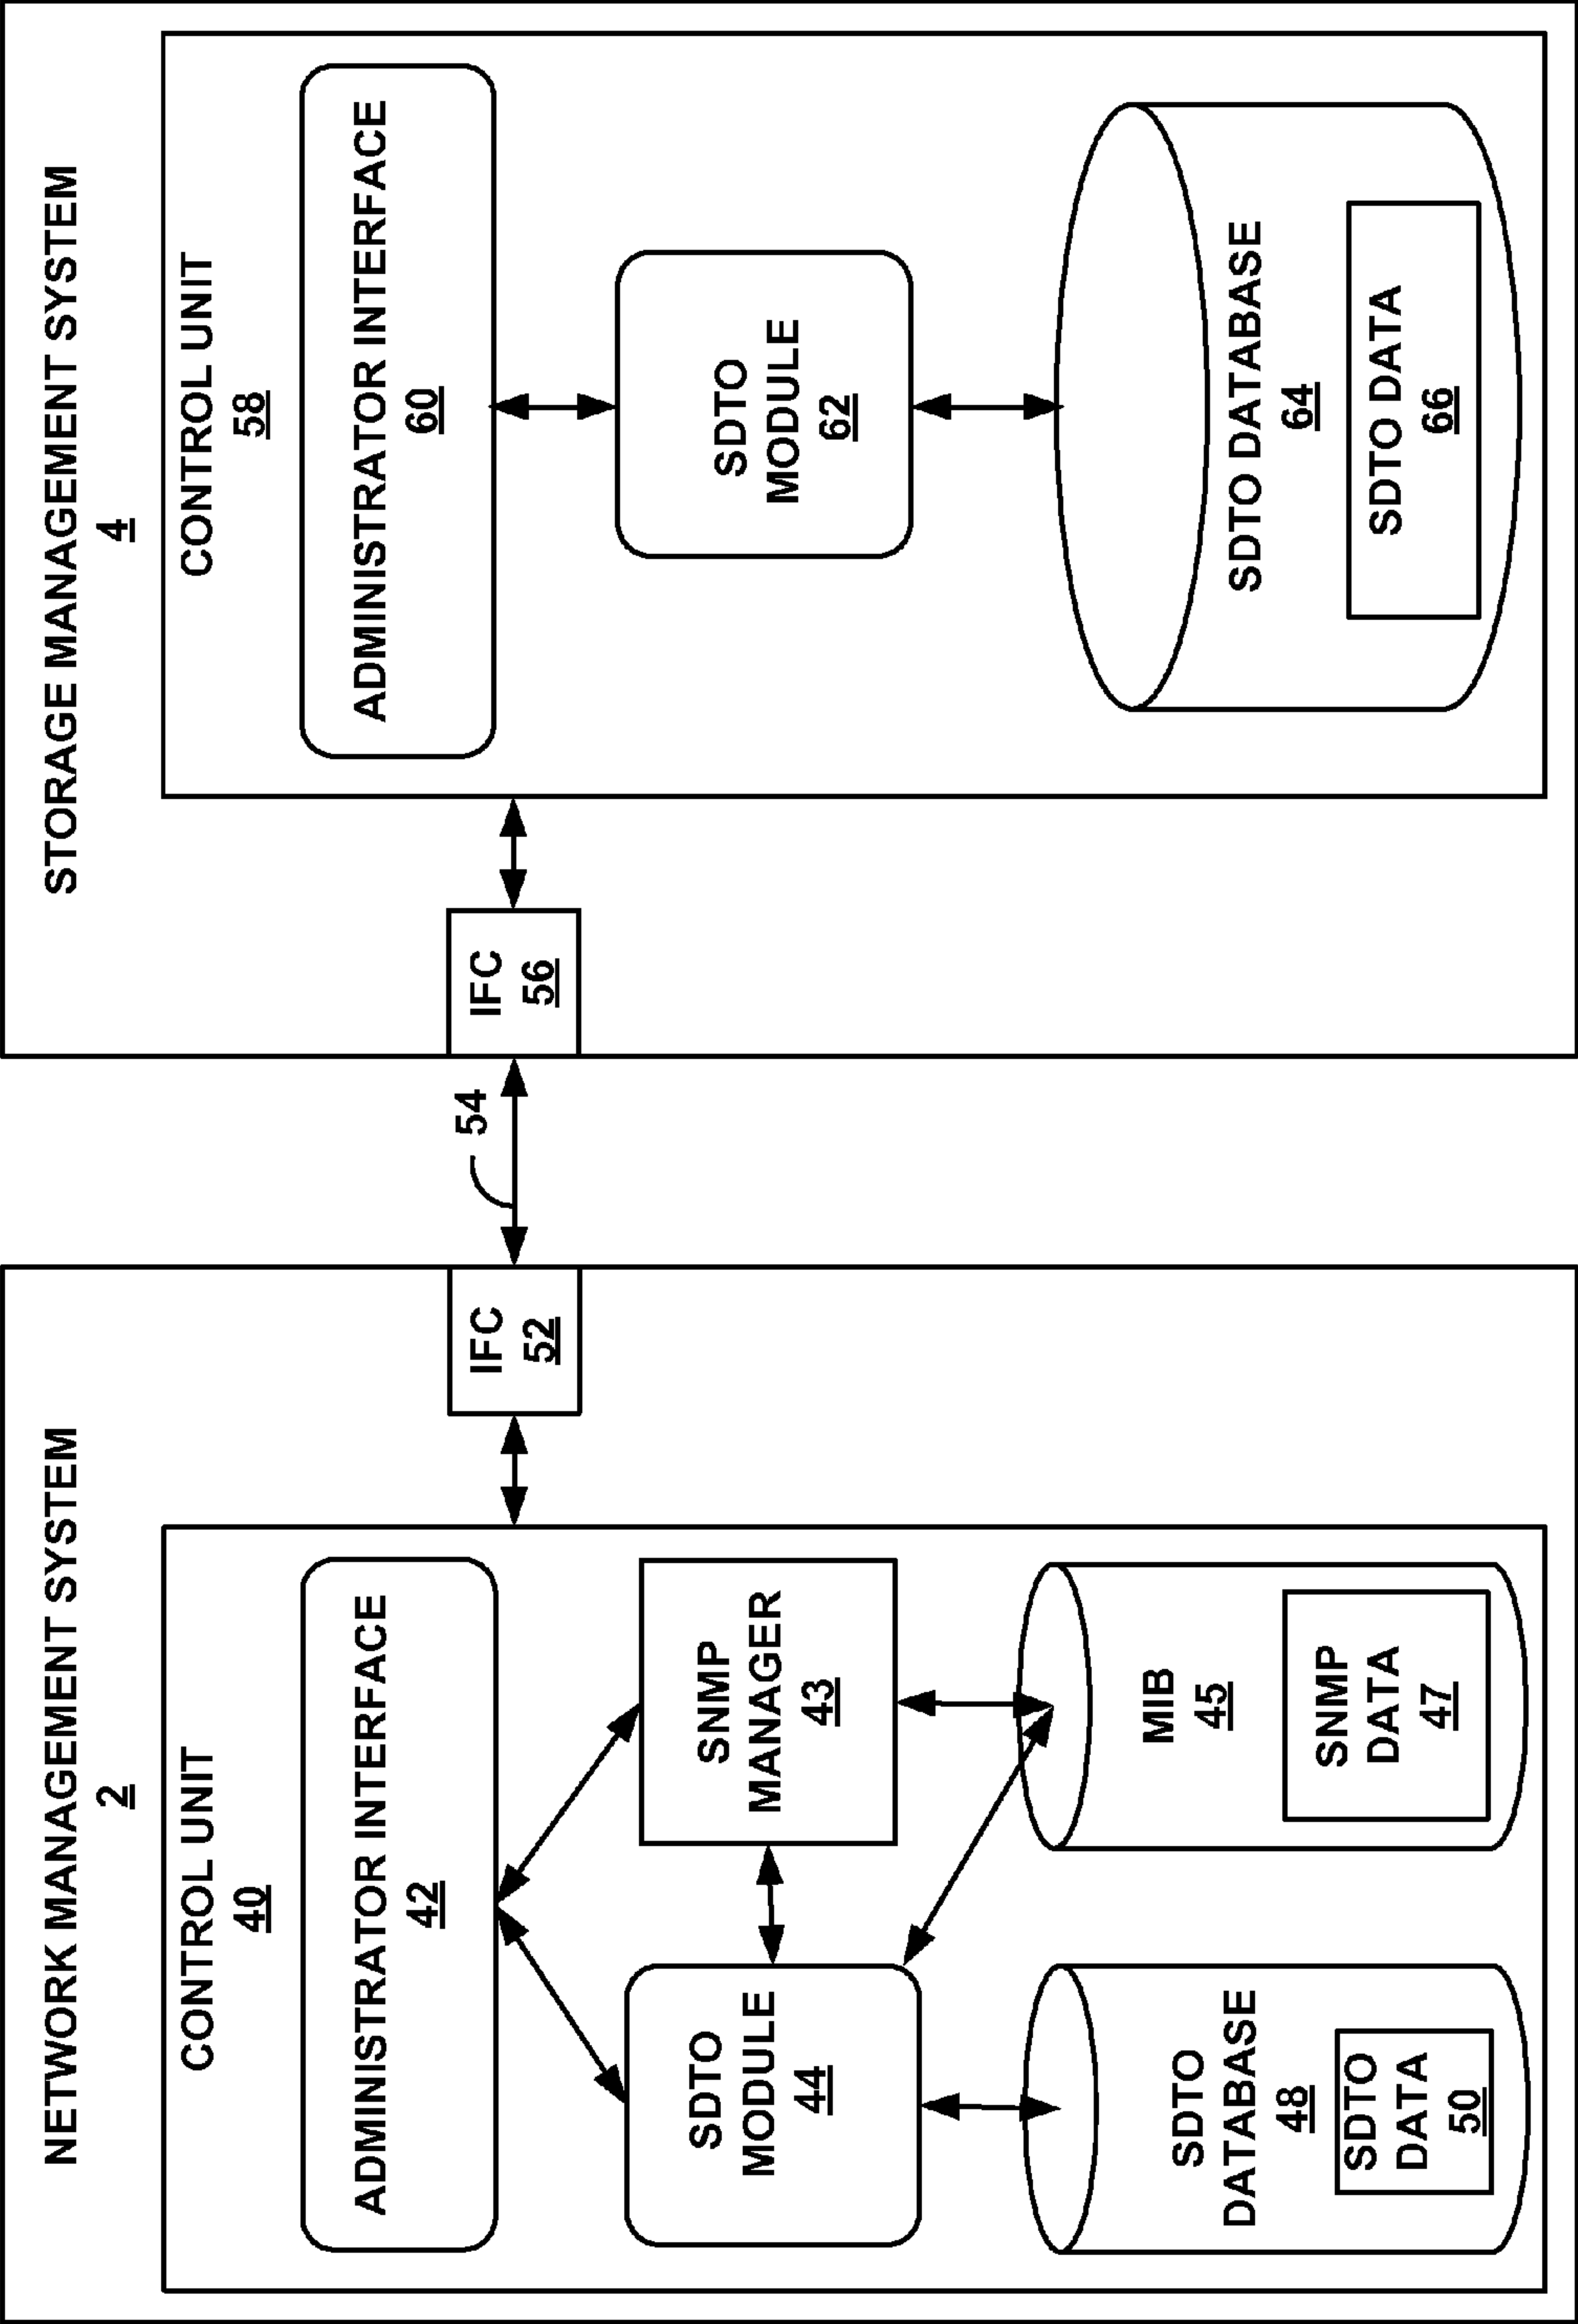 NETWORK MANAGEMENT SYSTEM
2
CONTROL UNIT
40
ADMINISTRATOR INTERFACE
42
SDTO
MODULE
44
SNMP
MANAGER
43
SDTO
DATABASE
48
SDTO
DATA
50
MIB
45
SNMP
DATA
47
IFC
52
54
STORAGE MANAGEMENT SYSTEM
4
IFC
56
CONTROL UNIT
58
ADMINISTRATOR INTERFACE
60
SDTO
MODULE
62
SDTO DATABASE
64
SDTO DATA
66